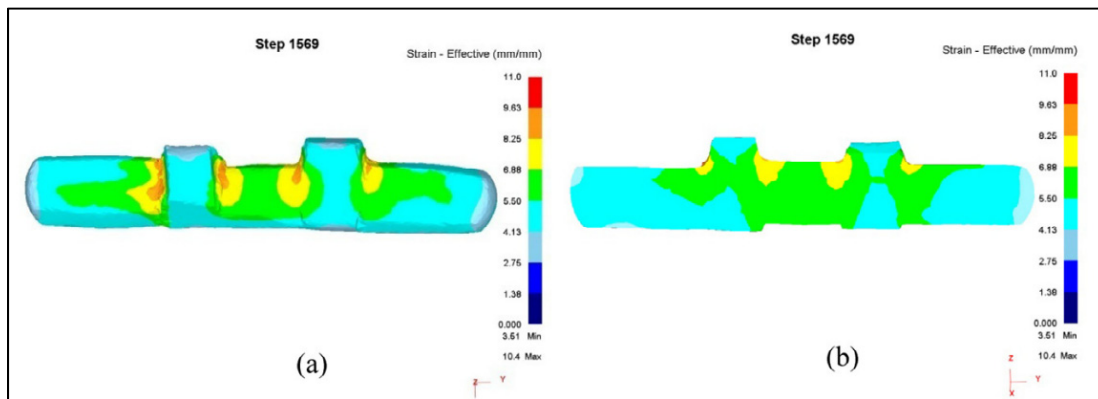 Step 1569
Strain - Effective (mm/mm)
11.0
9.63
8.25
6.88
5.50
4.13
2.75
1.38
0.000
3.51 Min
10.4 Max
Z Y
(a)
Step 1569
Strain - Effective (mm/mm)
11.0
9.63
8.25
6.88
5.50
4.13
2.75
1.38
0.000
3.51 Min
10.4 Max
Z
Y
X
(b)